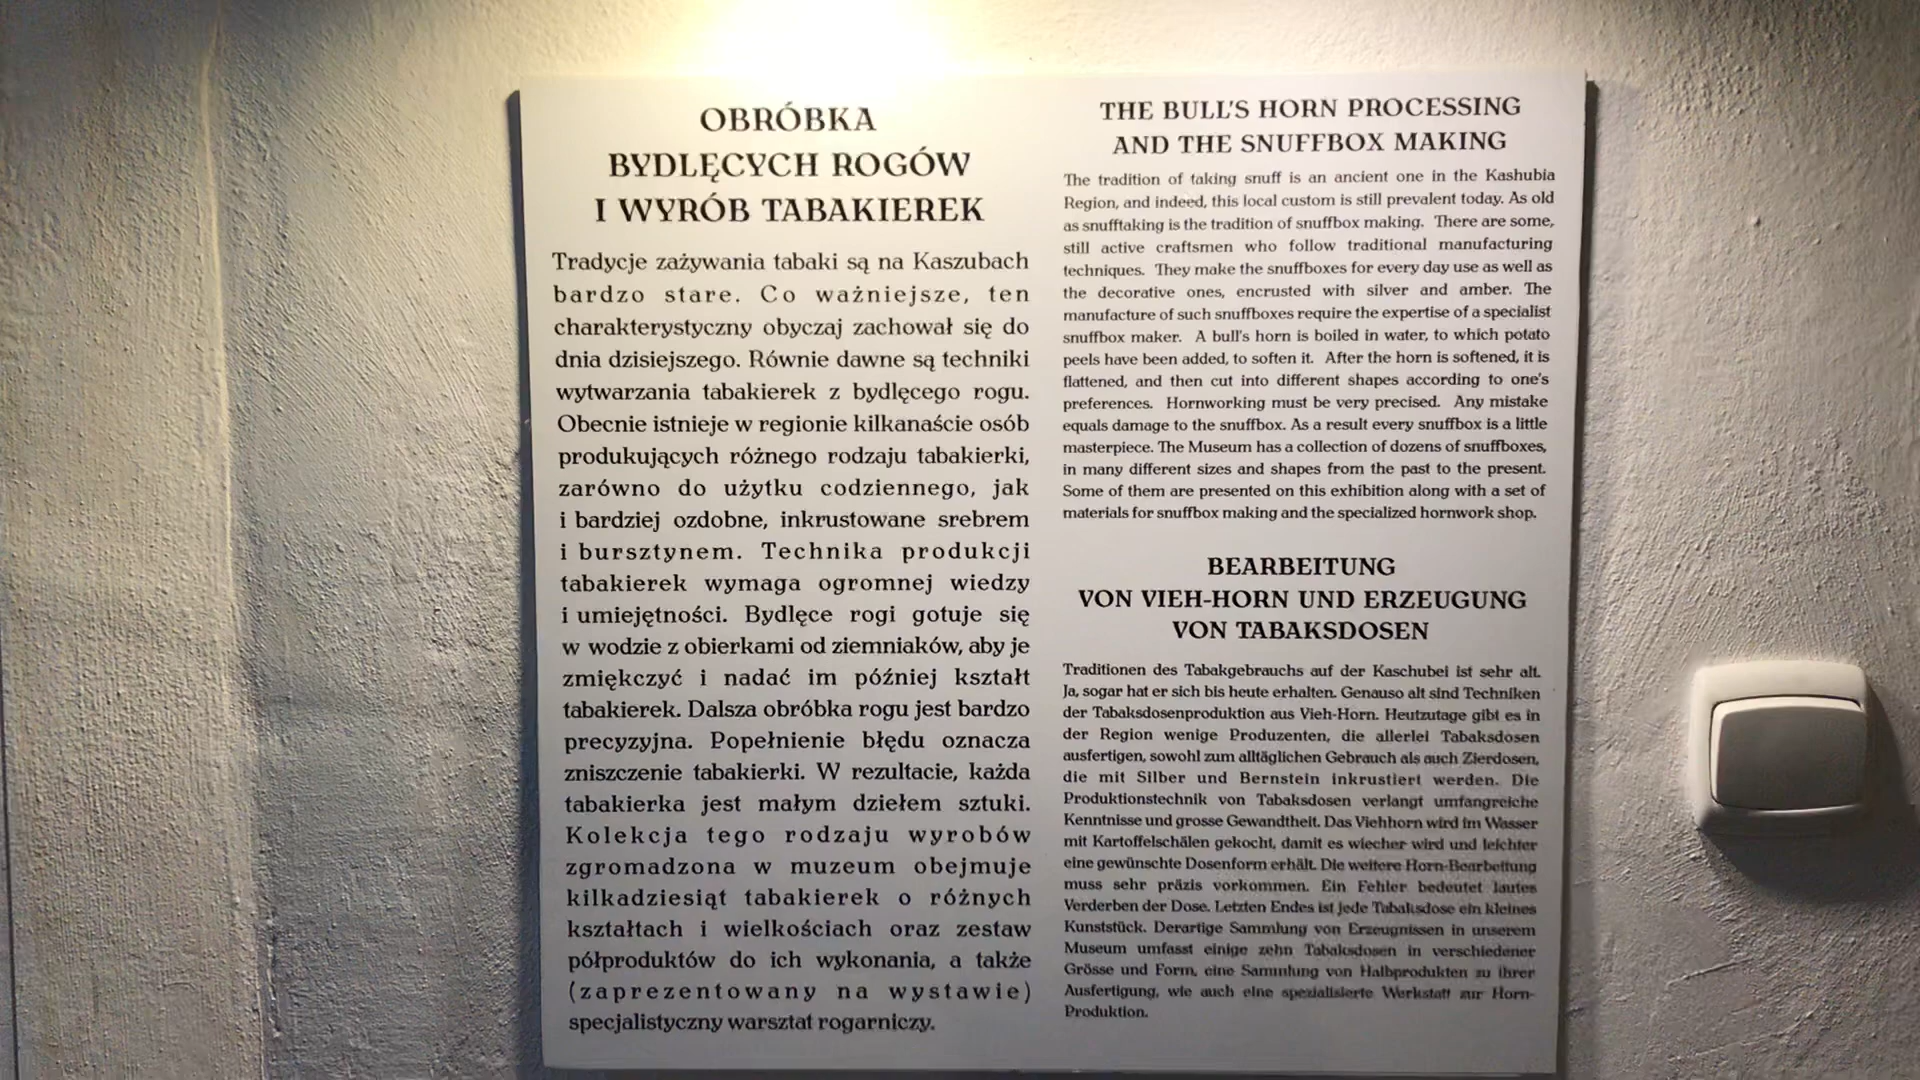 OBRÓBKA
BYDLĘCYCH ROGÓW
I WYRÓB TABAKIEREK
Tradycje zażywania tabaki są na Kaszubach
bardzo stare. Co ważniejsze, ten
charakterystyczny obyczaj zachował się do
dnia dzisiejszego. Równie dawne są techniki
wytwarzania tabakierek z bydlęcego rogu.
Obecnie istnieje w regionie kilkanaście osób
produkujących różnego rodzaju tabakierki,
zarówno do użytku codziennego, jak
i bardziej ozdobne, inkrustowane srebrem
i bursztynem. Technika produkcji
tabakierek wymaga ogromnej wiedzy
i umiejętności. Bydlęce rogi gotuje się
w wodzie z obierkami od ziemniaków, aby je
zmiękczyć i nadać im później kształt
tabakierek. Dalsza obróbka rogu jest bardzo
precyzyjna. Popełnienie błędu oznacza
zniszczenie tabakierki. W rezultacie, każda
tabakierka jest małym dziełem sztuki.
Kolekcja tego rodzaju wyrobów
zgromadzona w muzeum obejmuje
kilkadziesiąt tabakierek o różnych
kształtach i wielkościach oraz zestaw
półproduktów do ich wykonania, a także
(zaprezentowany na wystawie)
specjalistyczny warsztat rogarniczy.
THE BULL'S HORN PROCESSING
AND THE SNUFFBOX MAKING
The tradition of taking snuff is an ancient one in the Kashubia
Region, and indeed, this local custom is still prevalent today. As old
as snufftaking is the tradition of snuffbox making. There are some,
still active craftsmen who follow traditional manufacturing
techniques. They make the snuffboxes for every day use as well as
the decorative ones, encrusted with silver and amber. The
manufacture of such snuffboxes require the expertise of a specialist
snuffbox maker. A bull's horn is boiled in water, to which potato
peels have been added, to soften it. After the horn is softened, it is
flattened, and then cut into different shapes according to one's
preferences. Hornworking must be very precised. Any mistake
equals damage to the snuffbox. As a result every snuffbox is a little
masterpiece. The Museum has a collection of dozens of snuffboxes,
in many different sizes and shapes from the past to the present.
Some of them are presented on this exhibition along with a set of
materials for snuffbox making and the specialized hornwork shop.
BEARBEITUNG
VON VIEH-HORN UND ERZEUGUNG
VON TABAKSDOSEN
Traditionen des Tabakgebrauchs auf der Kaschubei ist sehr alt.
Ja, sogar hat er sich bis heute erhalten. Genauso alt sind Techniken
der Tabaksdosenproduktion aus Vieh-Horn. Heutzutage gibt es in
der Region wenige Produzenten, die allerlei Tabaksdosen
ausfertigen, sowohl zum alltäglichen Gebrauch als auch Zierdosen,
die mit Silber und Bernstein inkrustiert werden. Die
Produktionstechnik von Tabaksdosen verlangt umfangreiche
Kenntnisse und grosse Gewandtheit. Das Viehhorn wird im Wasser
mit Kartoffelschälen gekocht, damit es wiecher wird und leichter
eine gewünschte Dosenform erhält. Die weitere Horn-Bearbeitung
muss sehr präzis vorkommen. Ein Fehler bedeutet lautes
Verderben der Dose. Letzten Endes ist jede Tabaksdose ein kleines
Kunststück. Derartige Sammlung von Erzeugnissen in unserem
Museum umfasst einige zehn Tabaksdosen in verschiedener
Grösse und Form, eine Sammlung von Halbprodukten zu ihrer
Ausfertigung, wie auch eine spezialisierte Werkstatt zur Horn-
Produktion.